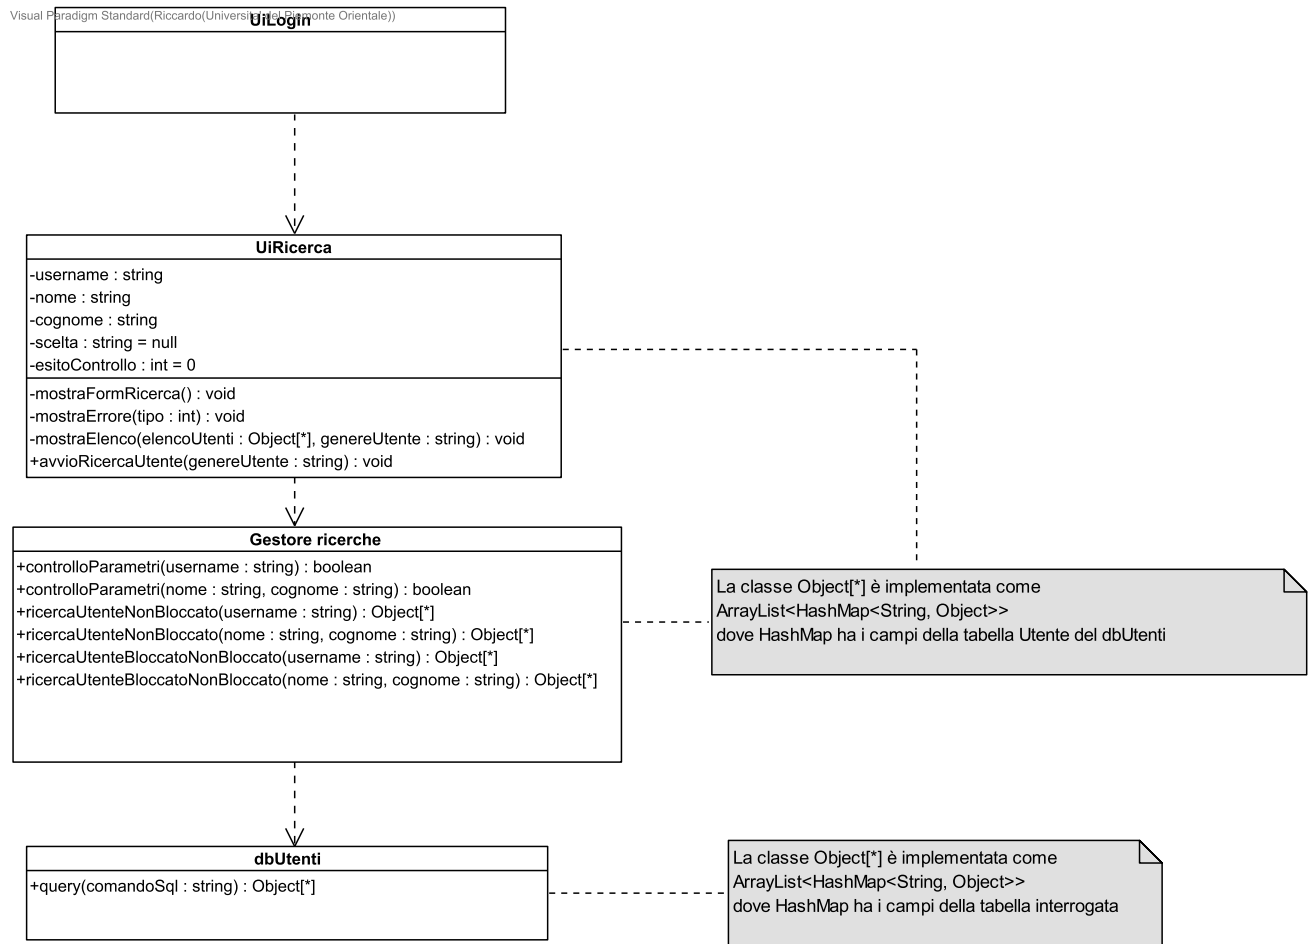 Visual Paradigm Standard(Riccardo(Universita del Piemonte Orientale))
UiLogin
UiRicerca
-username : string
-nome : string
-cognome : string
-scelta : string = null
-esitoControllo : int = 0
-mostraFormRicerca() : void
-mostraErrore(tipo : int) : void
-mostraElenco(elencoUtenti : Object[*], genereUtente : string) : void
+avvioRicercaUtente(genereUtente : string) : void
Gestore ricerche
+controlloParametri(username : string) : boolean
+controlloParametri(nome : string, cognome : string) : boolean
+ricercaUtenteNonBloccato(username : string) : Object[*]
+ricercaUtenteNonBloccato(nome : string, cognome : string) : Object[*]
+ricercaUtenteBloccatoNonBloccato(username : string) : Object[*]
+ricercaUtenteBloccatoNonBloccato(nome : string, cognome : string) : Object[*]
La classe Object[*] è implementata come
ArrayList<HashMap<String, Object>>
dove HashMap ha i campi della tabella Utente del dbUtenti
dbUtenti
+query(comandoSql : string) : Object[*]
La classe Object[*] è implementata come
ArrayList<HashMap<String, Object>>
dove HashMap ha i campi della tabella interrogata